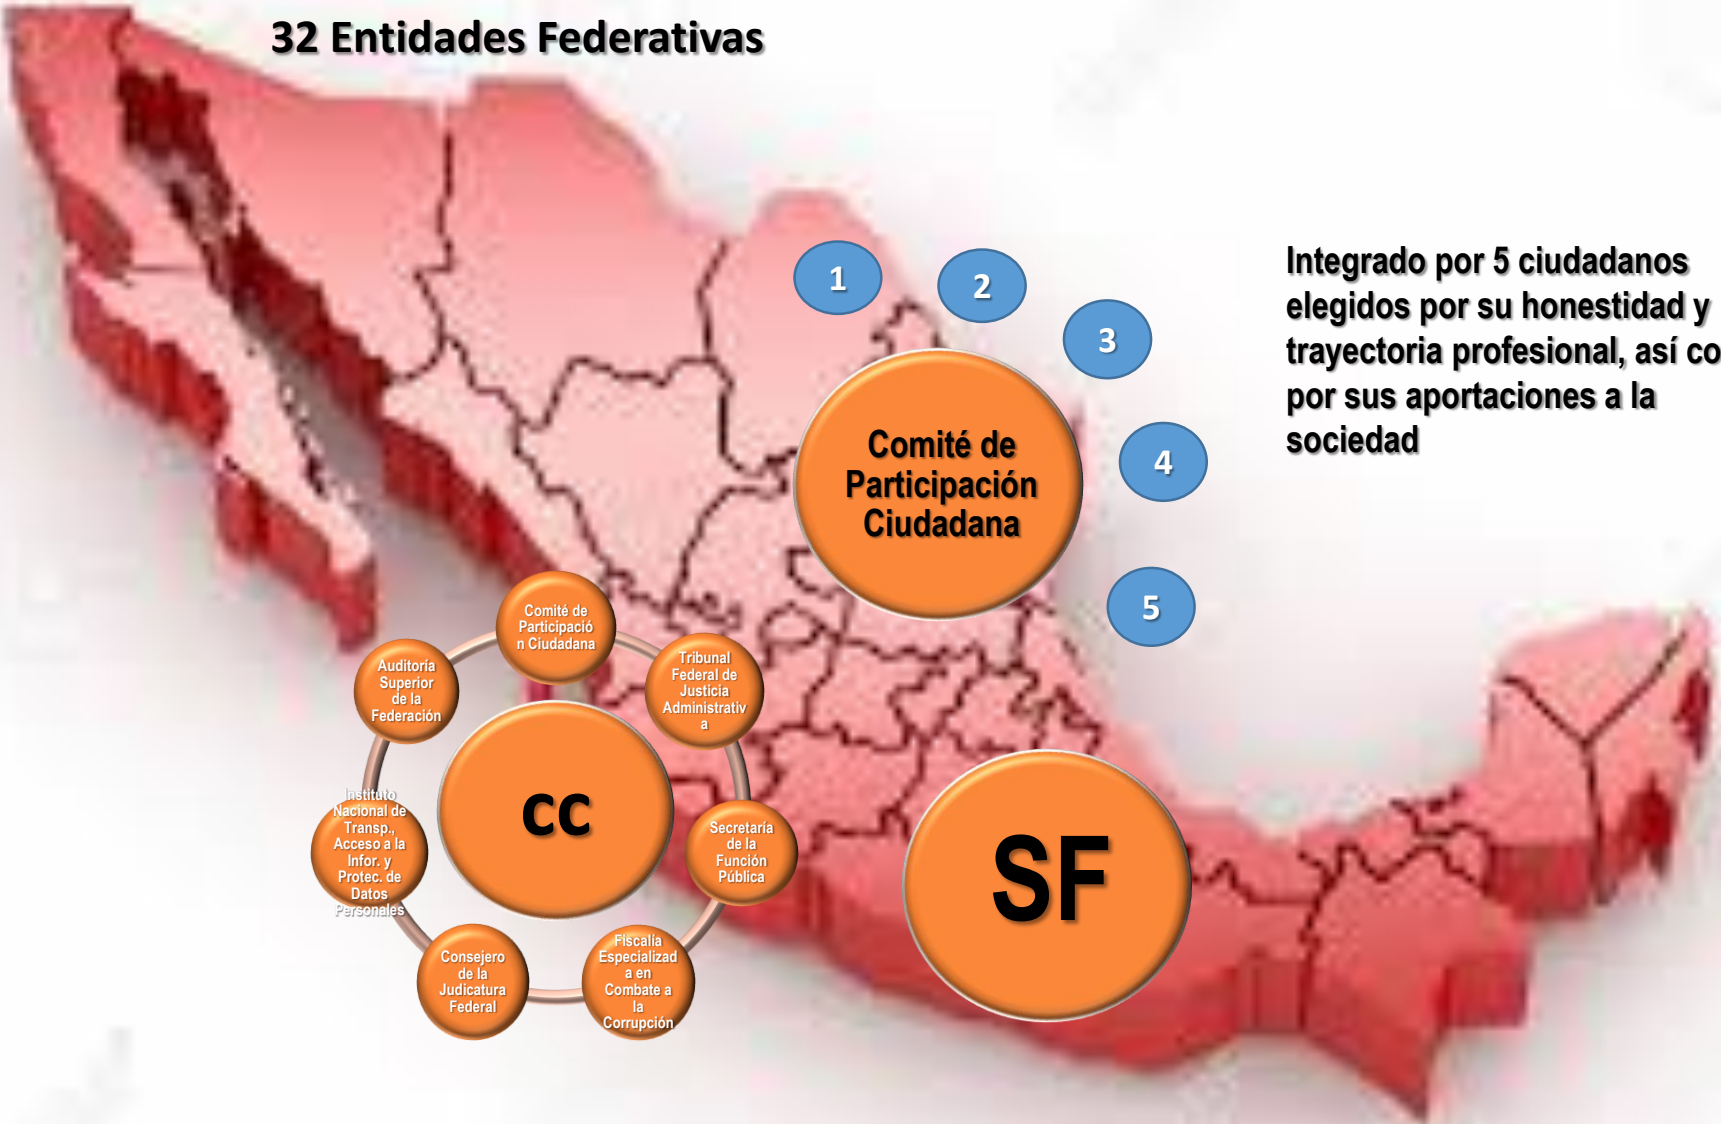 32 Entidades Federativas
1
2
3
4
5
Integrado por 5 ciudadanos
elegidos por su honestidad y
trayectoria profesional, así co
por sus aportaciones a la
sociedad
Comité de
Participación
Ciudadana
Comité de
Participació
n Ciudadana
Tribunal
Federal de
Justicia
Administrativ
a
Secretaría
de la
Función
Pública
Fiscalia
Especializad
a en
Combate a
la
Corrupción
Consejero
de la
Judicatura
Federal
Instituto
Nacional de
Transp.,
Acceso a la
Infor. y
Protec. de
Datos
Personales
Auditoría
Superior
de la
Federación
cc
SF